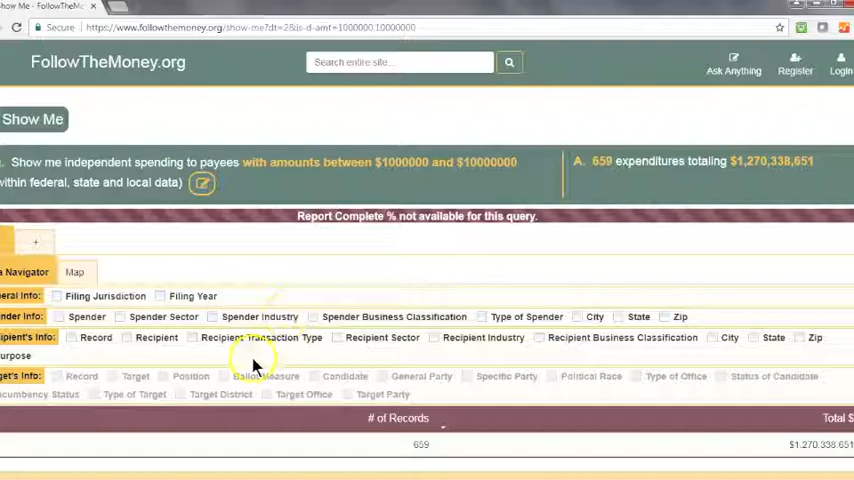 Show Me - FollowTheM
Secure https://www.followthemoney.org/show-me?dt=2&is-d-amt=1000000,10000000
FollowTheMoney.org
Search entire site...
Ask Anything Register Login
Show Me
Show me independent spending to payees with amounts between $1000000 and $10000000
within federal, state and local data)
A. 659 expenditures totaling $1,270,338,651
Report Complete % not available for this query.
+
a Navigator Map
neral Info: Filing Jurisdiction Filing Year
nder Info: Spender Spender Sector Spender Industry Spender Business Classification Type of Spender City State Zip
cipient's Info: Record Recipient Recipient Transaction Type Recipient Sector Recipient Industry Recipient Business Classification City State Zip
urpose
rget's Info: Record Target Position Ballot Measure Candidate General Party Specific Party Political Race Type of Office Status of Candidate
cumbency Status Type of Target Target District Target Office Target Party
# of Records Total $
659 $1,270,338,651